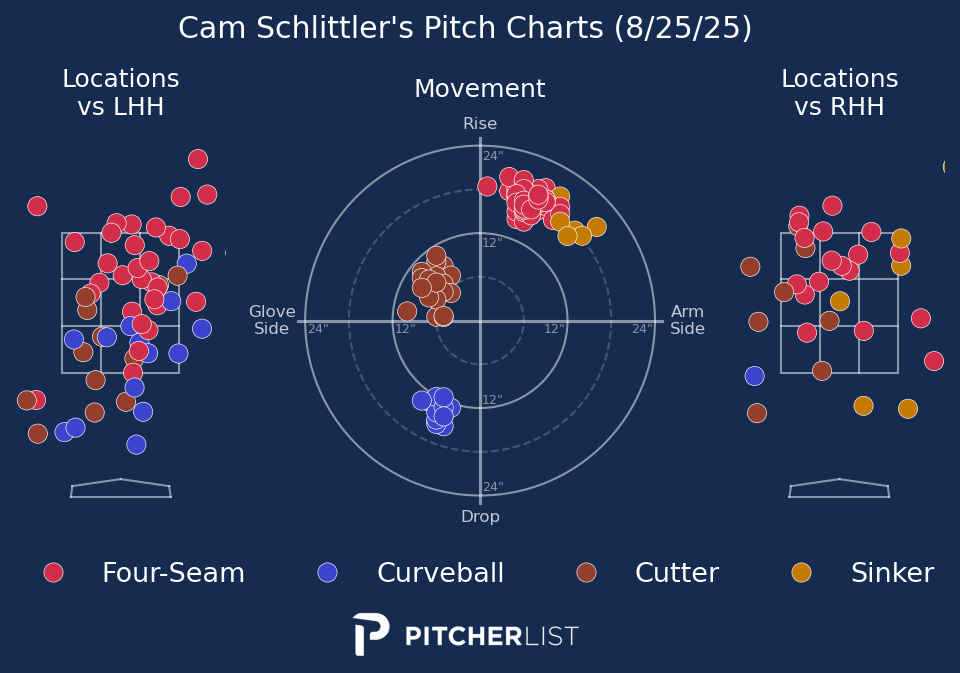 Cam Schlittler's Pitch Charts (8/25/25)
Locations
vs LHH
Movement
Locations
vs RHH
Rise
24"
12"
Glove
Side
24"
12"
12"
24"
Arm
Side
12"
24"
Drop
Four-Seam
Curveball
Cutter
Sinker
PITCHERLIST